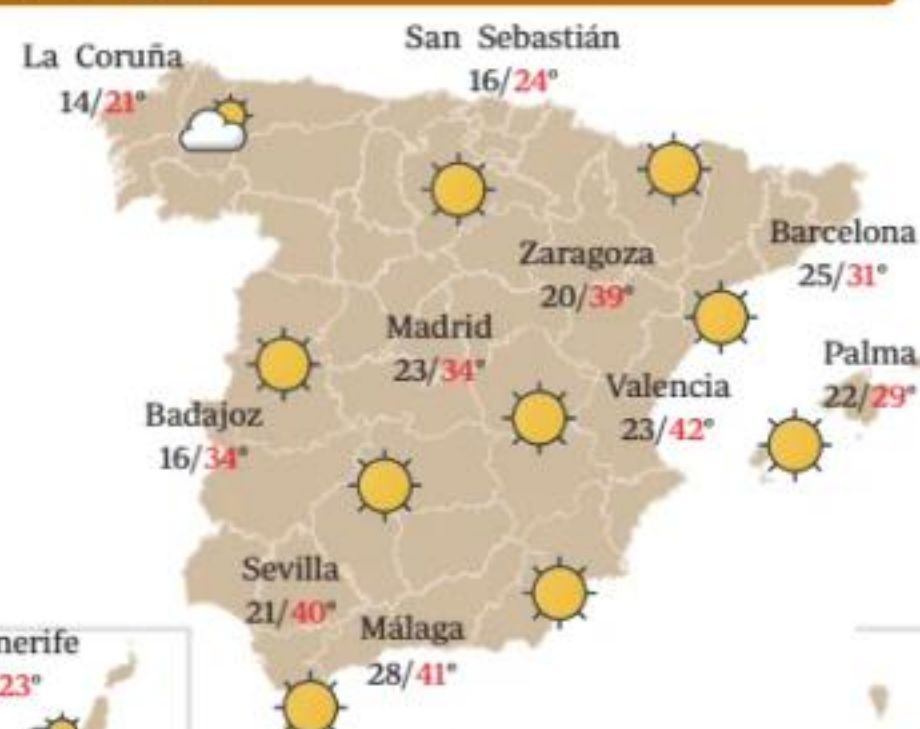 La Coruña
14/21°
San Sebastián
16/24°
Zaragoza
20/39°
Barcelona
25/31°
Madrid
23/34°
Palma
22/29°
Valencia
23/42°
Badajoz
16/34°
Sevilla
21/40°
Málaga
28/41°
nerife
23°